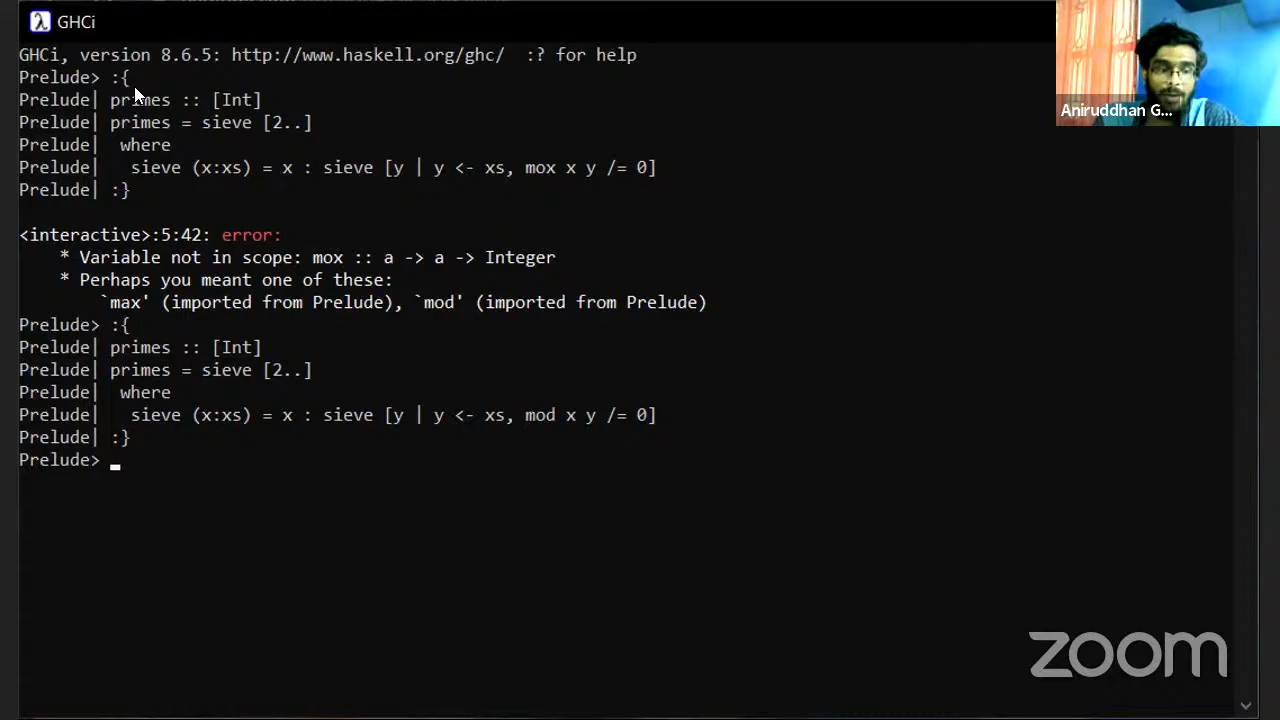 GHCi
GHCi, version 8.6.5: http://www.haskell.org/ghc/  :? for help
Prelude> :{
Prelude| primes :: [Int]
Prelude| primes = sieve [2..]
Prelude|  where
Prelude|   sieve (x:xs) = x : sieve [y | y <- xs, mox x y /= 0]
Prelude| :}
<interactive>:5:42: error:
    * Variable not in scope: mox :: a -> a -> Integer
    * Perhaps you meant one of these:
        `max' (imported from Prelude), `mod' (imported from Prelude)
Prelude> :{
Prelude| primes :: [Int]
Prelude| primes = sieve [2..]
Prelude|  where
Prelude|   sieve (x:xs) = x : sieve [y | y <- xs, mod x y /= 0]
Prelude| :}
Prelude>
Aniruddhan G...
zoom